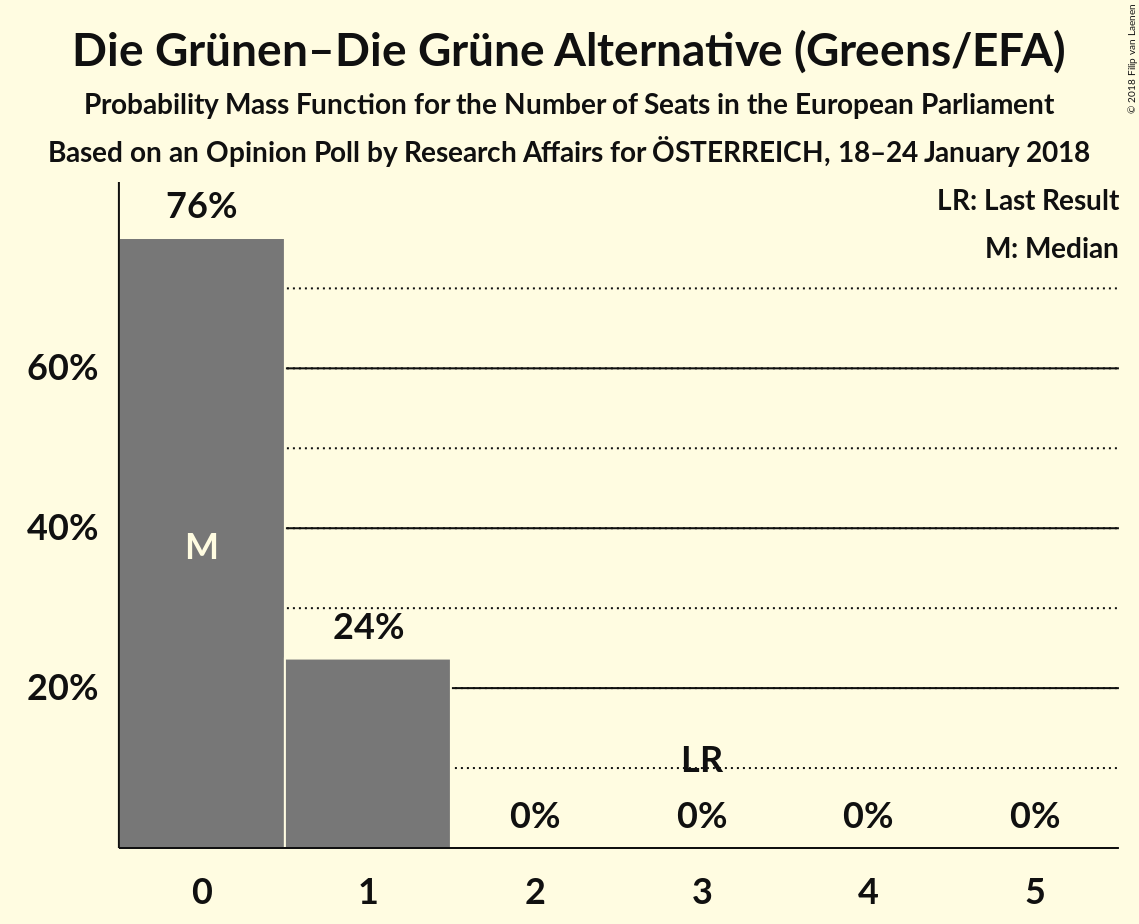 Die Grünen–Die Grüne Alternative (Greens/EFA)
Probability Mass Function for the Number of Seats in the European Parliament
Based on an Opinion Poll by Research Affairs for ÖSTERREICH, 18–24 January 2018
© 2018 Filip van Laenen
LR: Last Result
M: Median
76%
60%
40%
M
24%
20%
LR
0% 0% 0% 0%
0 1 2 3 4 5